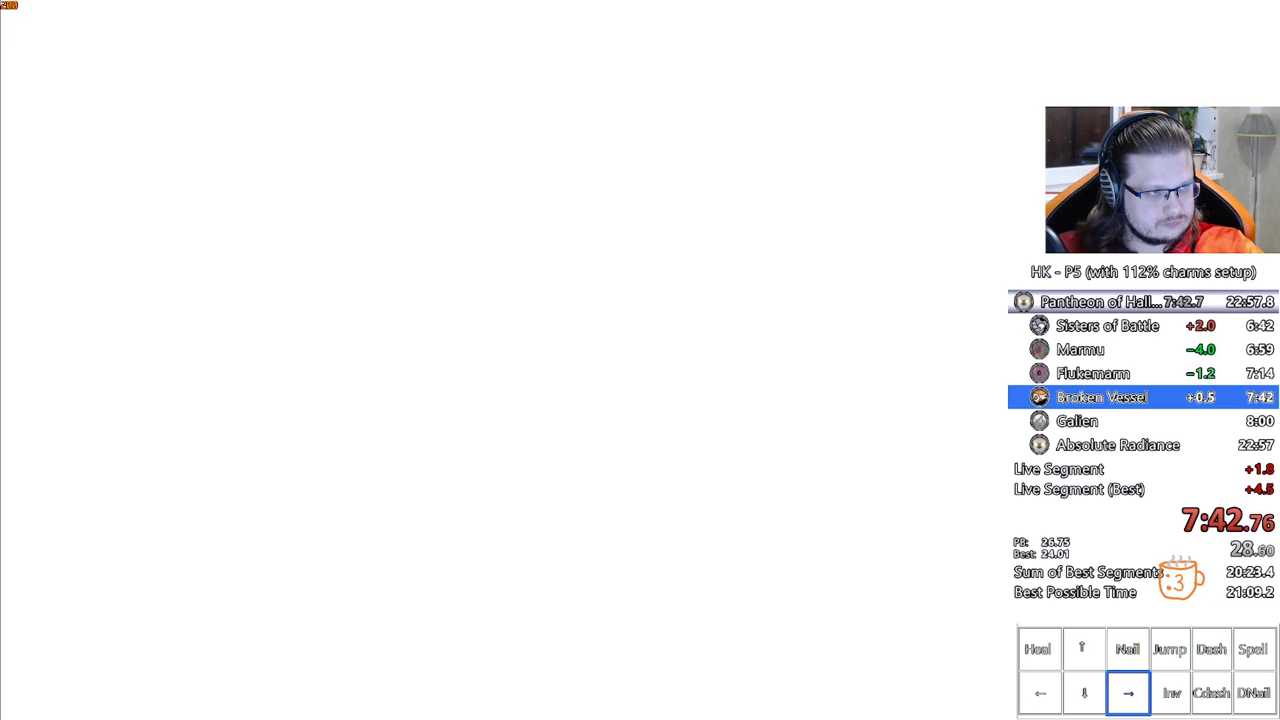 200
HK - P5 (with 112% charms setup)
Pantheon of Hall... 7:42.7 22:57.8
Sisters of Battle +2.0 6:42
Marmu −4.0 6:59
Flukemarm −1.2 7:14
Broken Vessel +0.5 7:42
Galien 8:00
Absolute Radiance 22:57
Live Segment +1.8
Live Segment (Best) +4.5
7:42.76
PB: 26.75
Best: 24.01
28.60
Sum of Best Segments 20:23.4
Best Possible Time 21:09.2
Heal ↑ Nail Jump Dash Spell
← ↓ → Inv Cdash DNail